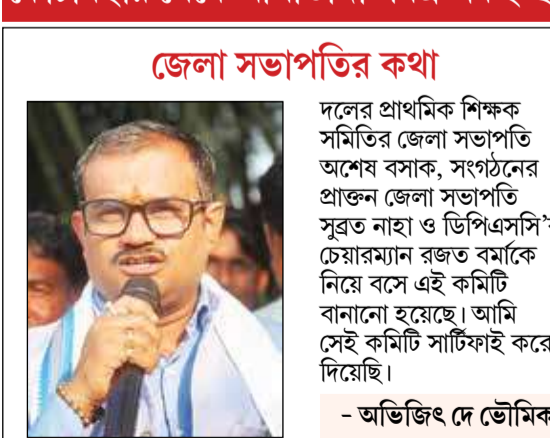 জেলা সভাপতির কথা
দলের প্রাথমিক শিক্ষক
সমিতির জেলা সভাপতি
অশেষ বসাক, সংগঠনের
প্রাক্তন জেলা সভাপতি
সুব্রত নাহা ও ডিপিএসসি'র
চেয়ারম্যান রজত বর্মাকে
নিয়ে বসে এই কমিটি
বানানো হয়েছে। আমি
সেই কমিটি সার্টিফাই করে
দিয়েছি।
- অভিজিৎ দে ভৌমিক